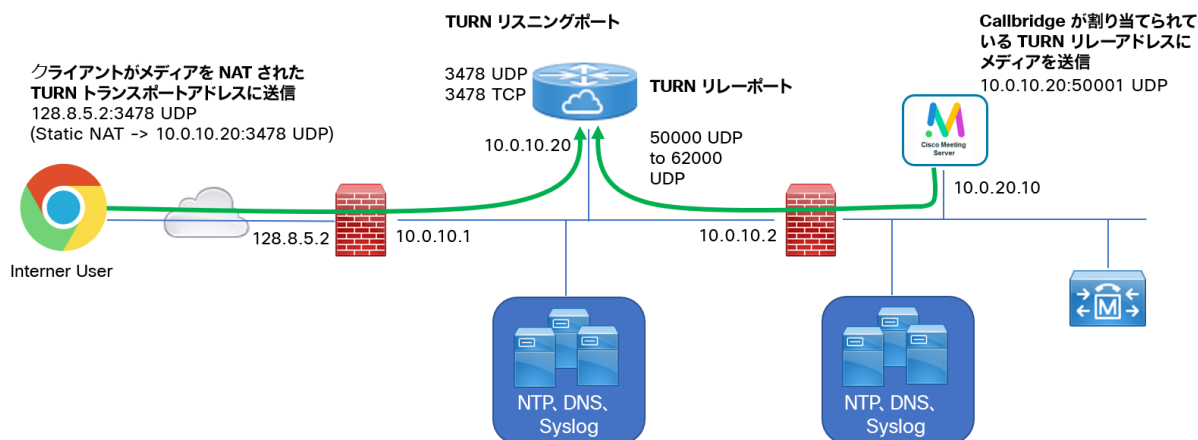 TURN リスニングポート
Callbridge が割り当てられて
いる TURN リレーアドレスに
メディアを送信
10.0.10.20:50001 UDP
クライアントがメディアを NAT された
TURN トランスポートアドレスに送信
128.8.5.2:3478 UDP
(Static NAT -> 10.0.10.20:3478 UDP)
3478 UDP
3478 TCP
TURN リレーポート
10.0.10.20
50000 UDP
to 62000
UDP
Cisco Meeting
Server
10.0.20.10
128.8.5.2
10.0.10.1
10.0.10.2
Interner User
M
NTP、DNS、
Syslog
NTP、DNS、
Syslog